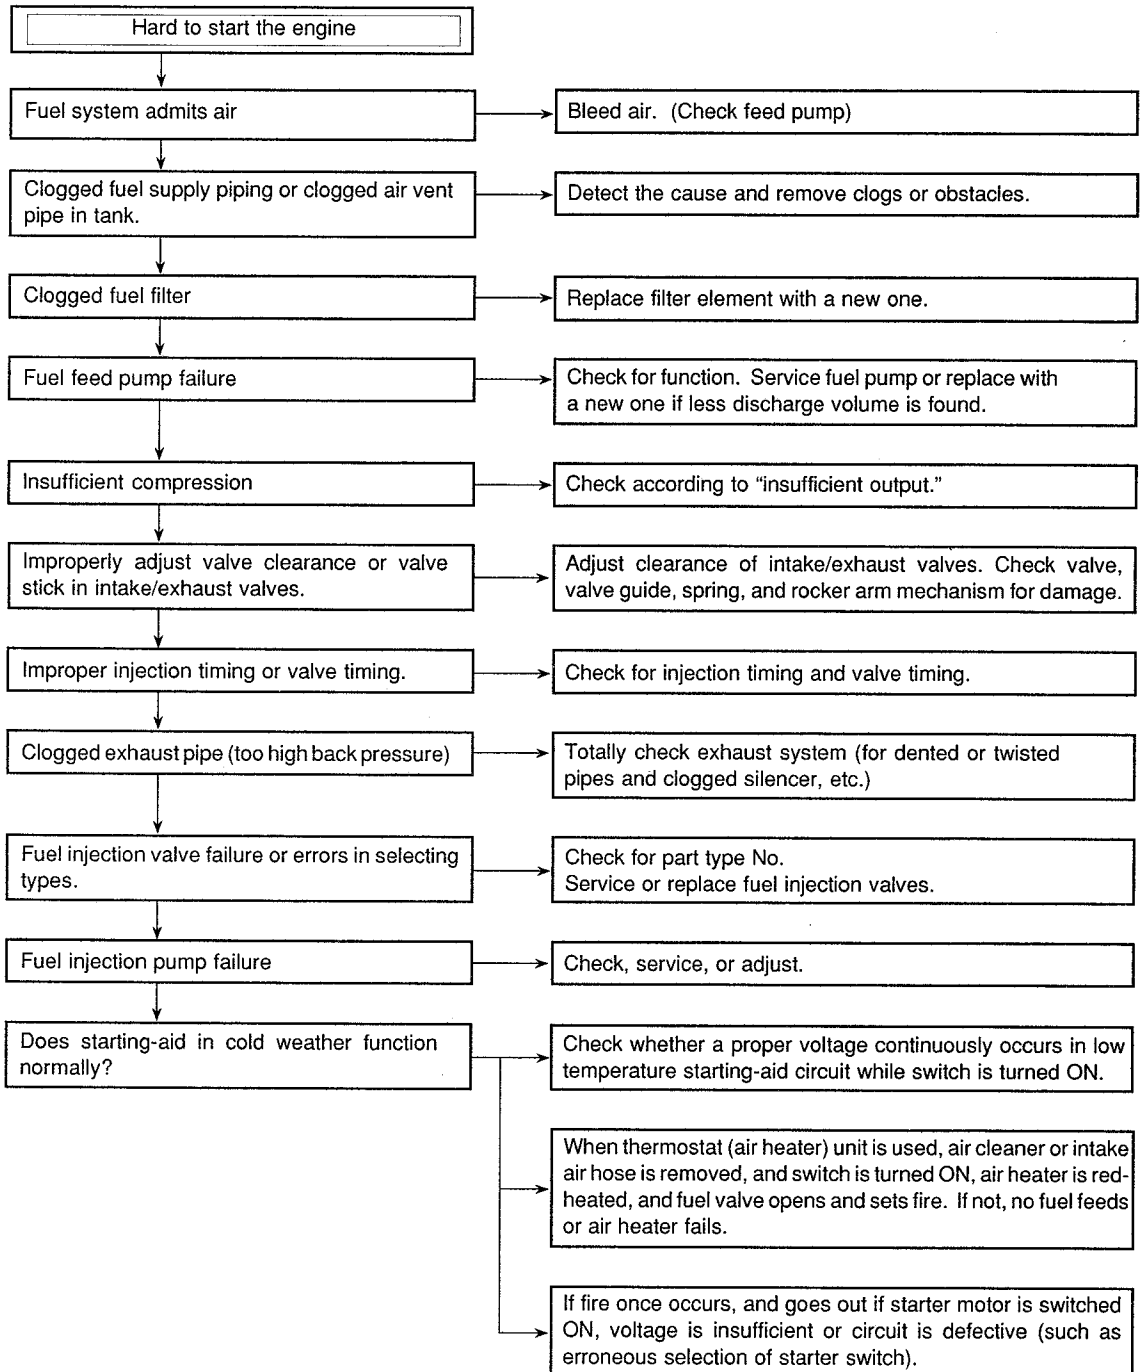 Hard to start the engine
Fuel system admits air
Bleed air. (Check feed pump)
Clogged fuel supply piping or clogged air vent
pipe in tank.
Detect the cause and remove clogs or obstacles.
Clogged fuel filter
Replace filter element with a new one.
Fuel feed pump failure
Check for function. Service fuel pump or replace with
a new one if less discharge volume is found.
Insufficient compression
Check according to “insufficient output.”
Improperly adjust valve clearance or valve
stick in intake/exhaust valves.
Adjust clearance of intake/exhaust valves. Check valve,
valve guide, spring, and rocker arm mechanism for damage.
Improper injection timing or valve timing.
Check for injection timing and valve timing.
Clogged exhaust pipe (too high back pressure)
Totally check exhaust system (for dented or twisted
pipes and clogged silencer, etc.)
Fuel injection valve failure or errors in selecting
types.
Check for part type No.
Service or replace fuel injection valves.
Fuel injection pump failure
Check, service, or adjust.
Does starting-aid in cold weather function
normally?
Check whether a proper voltage continuously occurs in low
temperature starting-aid circuit while switch is turned ON.
When thermostat (air heater) unit is used, air cleaner or intake
air hose is removed, and switch is turned ON, air heater is red-
heated, and fuel valve opens and sets fire. If not, no fuel feeds
or air heater fails.
If fire once occurs, and goes out if starter motor is switched
ON, voltage is insufficient or circuit is defective (such as
erroneous selection of starter switch).